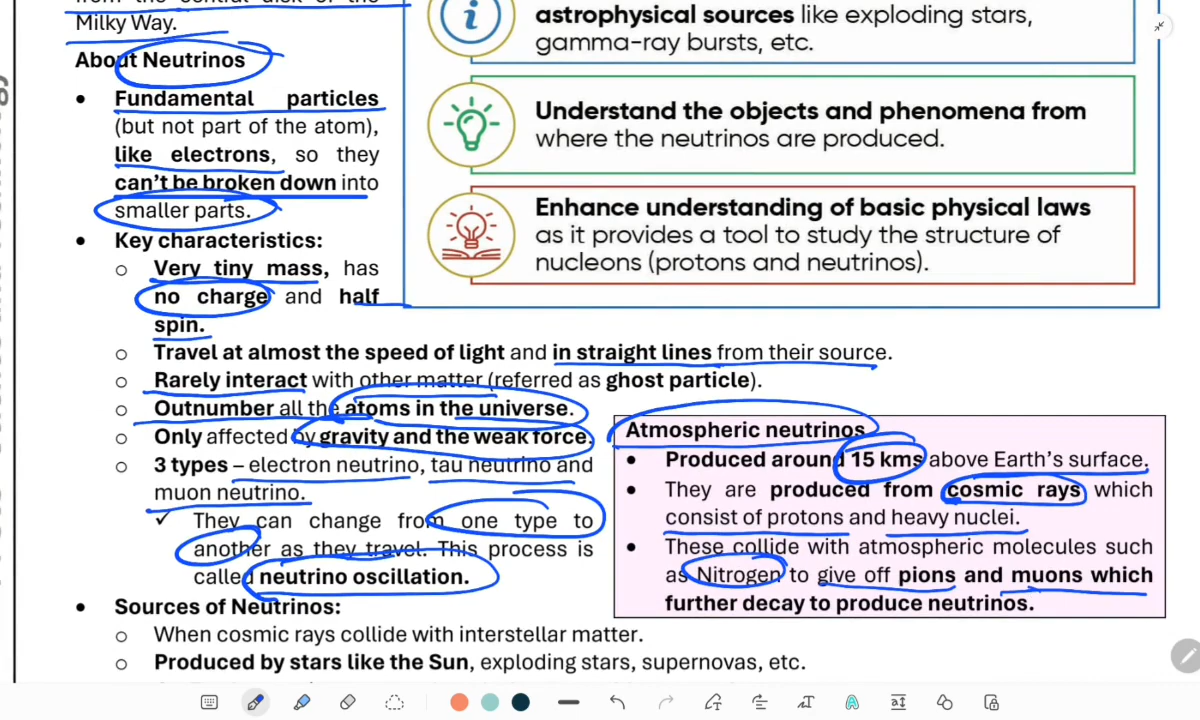 from the central disk of the
Milky Way.
About Neutrinos
• Fundamental particles
(but not part of the atom),
like electrons, so they
can't be broken down into
smaller parts.
• Key characteristics:
o Very tiny mass, has
no charge and half
spin.
o Travel at almost the speed of light and in straight lines from their source.
o Rarely interact with other matter (referred as ghost particle).
o Outnumber all the atoms in the universe.
o Only affected by gravity and the weak force.
o 3 types – electron neutrino, tau neutrino and
muon neutrino.
✓ They can change from one type to
another as they travel. This process is
called neutrino oscillation.
• Sources of Neutrinos:
o When cosmic rays collide with interstellar matter.
o Produced by stars like the Sun, exploding stars, supernovas, etc.
astrophysical sources like exploding stars,
gamma-ray bursts, etc.
Understand the objects and phenomena from
where the neutrinos are produced.
Enhance understanding of basic physical laws
as it provides a tool to study the structure of
nucleons (protons and neutrinos).
Atmospheric neutrinos
• Produced around 15 kms above Earth's surface.
• They are produced from cosmic rays which
consist of protons and heavy nuclei.
• These collide with atmospheric molecules such
as Nitrogen to give off pions and muons which
further decay to produce neutrinos.